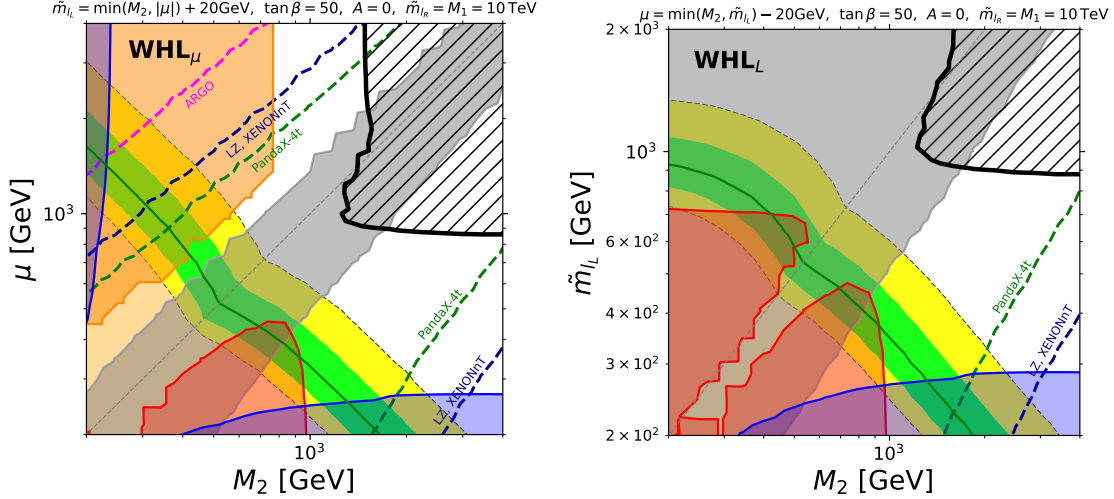 m̃_{l_L} = min(M_2, |μ|) + 20GeV, tan β = 50, A = 0, m̃_{l_R} = M_1 = 10 TeV
WHL_μ
ARGO
LZ, XENONnT
PandaX-4t
10^3
PandaX-4t
LZ, XENONnT
10^3
μ [GeV]
M_2 [GeV]
μ = min(M_2, m̃_{l_L}) − 20GeV, tan β = 50, A = 0, m̃_{l_R} = M_1 = 10 TeV
2 × 10^3
WHL_L
10^3
6 × 10^2
4 × 10^2
3 × 10^2
2 × 10^2
PandaX-4t
LZ, XENONnT
10^3
m̃_{l_L} [GeV]
M_2 [GeV]